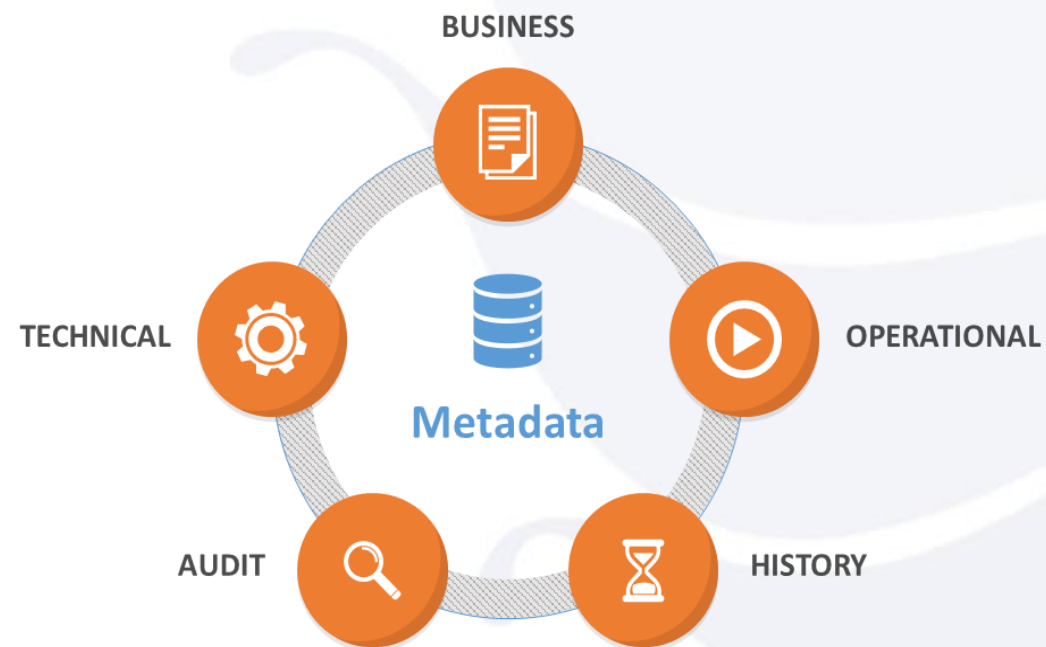 BUSINESS
TECHNICAL
OPERATIONAL
Metadata
AUDIT
HISTORY